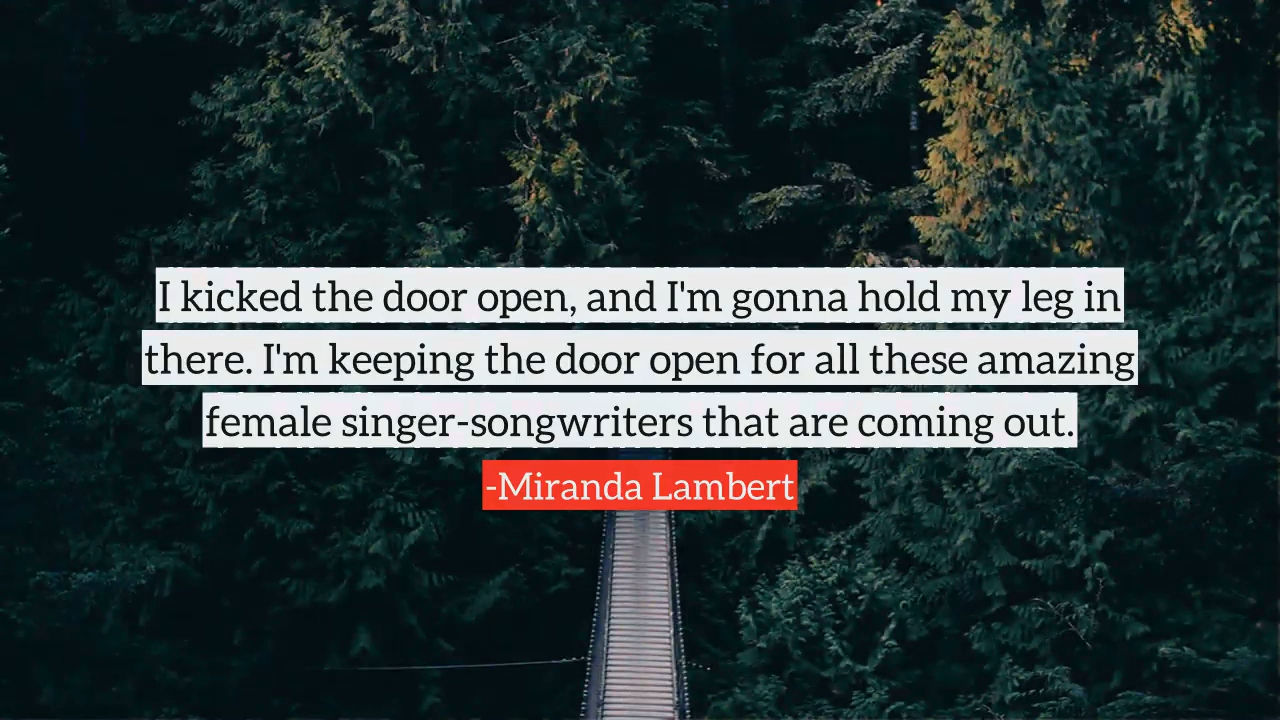 I kicked the door open, and I'm gonna hold my leg in
there. I'm keeping the door open for all these amazing
female singer-songwriters that are coming out.
-Miranda Lambert